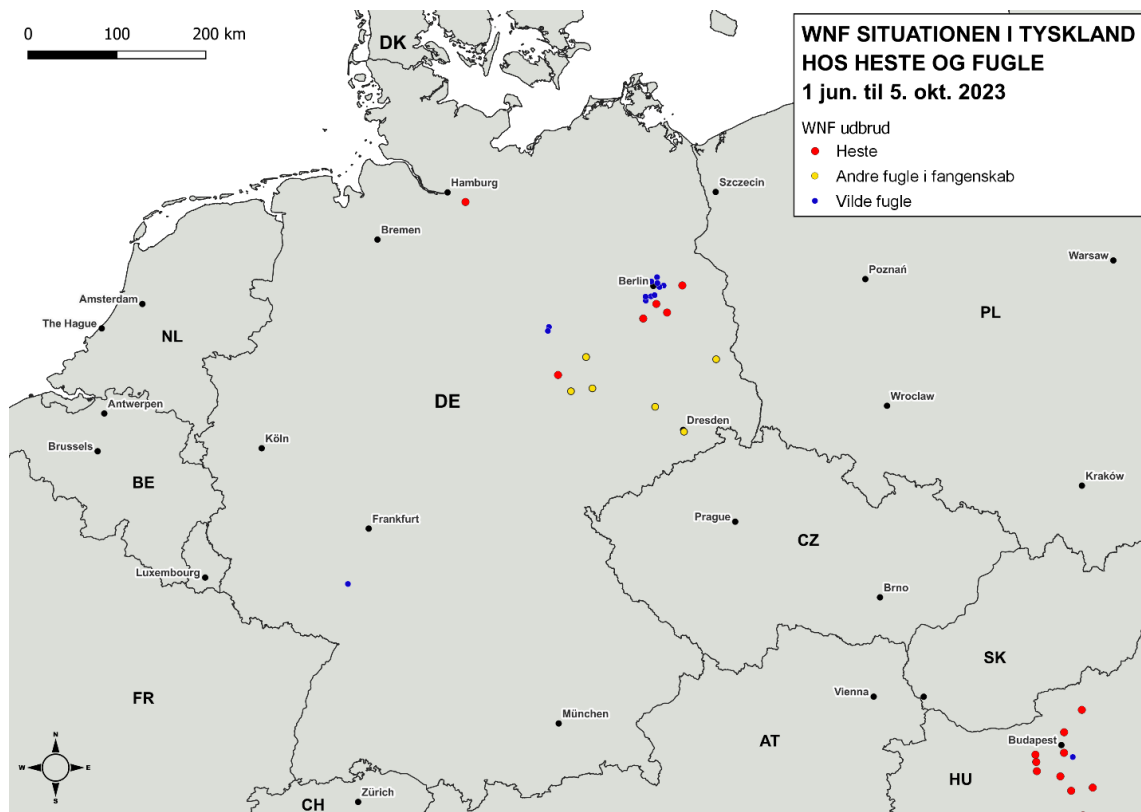 0 100 200 km
WNF SITUATIONEN I TYSKLAND
HOS HESTE OG FUGLE
1 jun. til 5. okt. 2023
WNF udbrud
Heste
Andre fugle i fangenskab
Vilde fugle
DK
Hamburg
Szczecin
Bremen
Warsaw
Berlin
Poznań
Amsterdam
The Hague
NL
PL
DE
Antwerpen
Wroclaw
Dresden
Köln
Brussels
BE
Kraków
Frankfurt
Prague
CZ
Luxembourg
Brno
SK
FR
Vienna
München
AT
Budapest
N
W E
S
HU
Zürich
CH